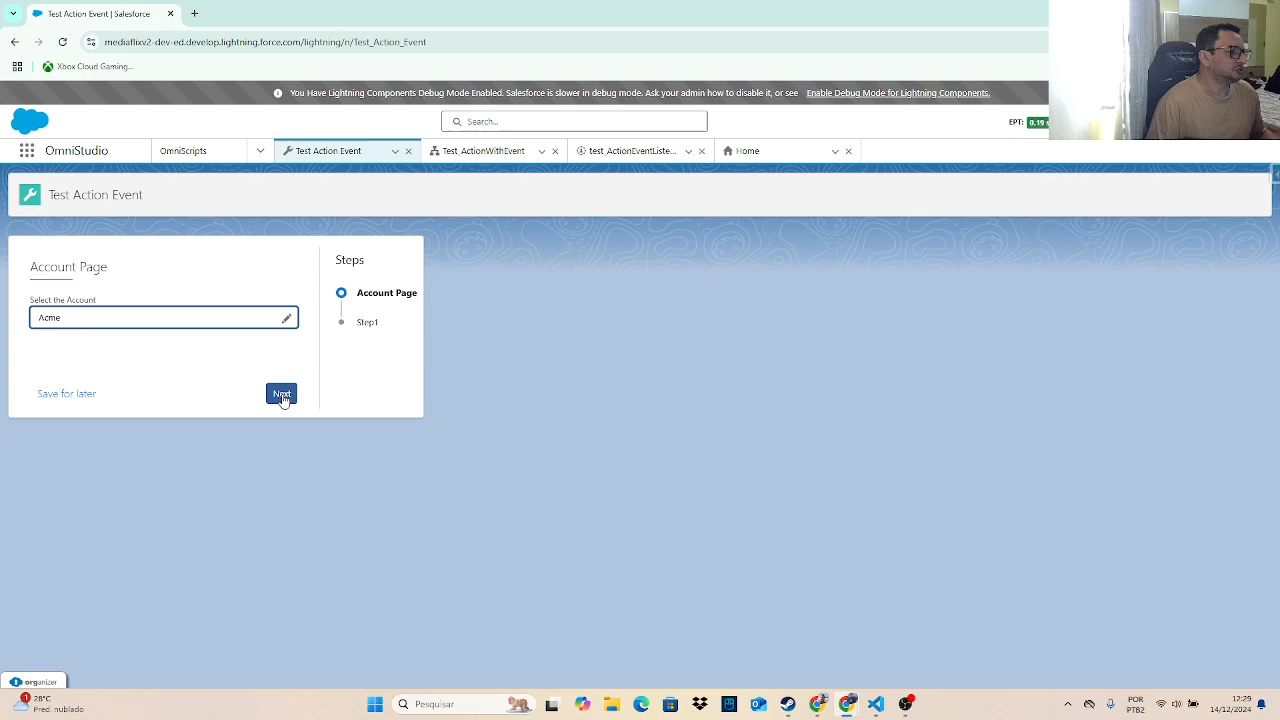 Test Action Event | Salesforce
mediaflixv2-dev-ed.develop.lightning.force.com/lightning/n/Test_Action_Event
Xbox Cloud Gaming...
You Have Lightning Components Debug Mode Enabled. Salesforce is slower in debug mode. Ask your admin how to disable it, or see Enable Debug Mode for Lightning Components.
Search...
EPT: 0.19 s
OmniStudio OmniScripts Test Action Event Test_ActionWithEvent test_ActionEventListe... Home
Test Action Event
Account Page
Select the Account
Acme
Save for later
Next
Steps
Account Page
Step1
organizer
1
28°C
Pred. nublado
Pesquisar
POR
PTB2
12:29
14/12/2024